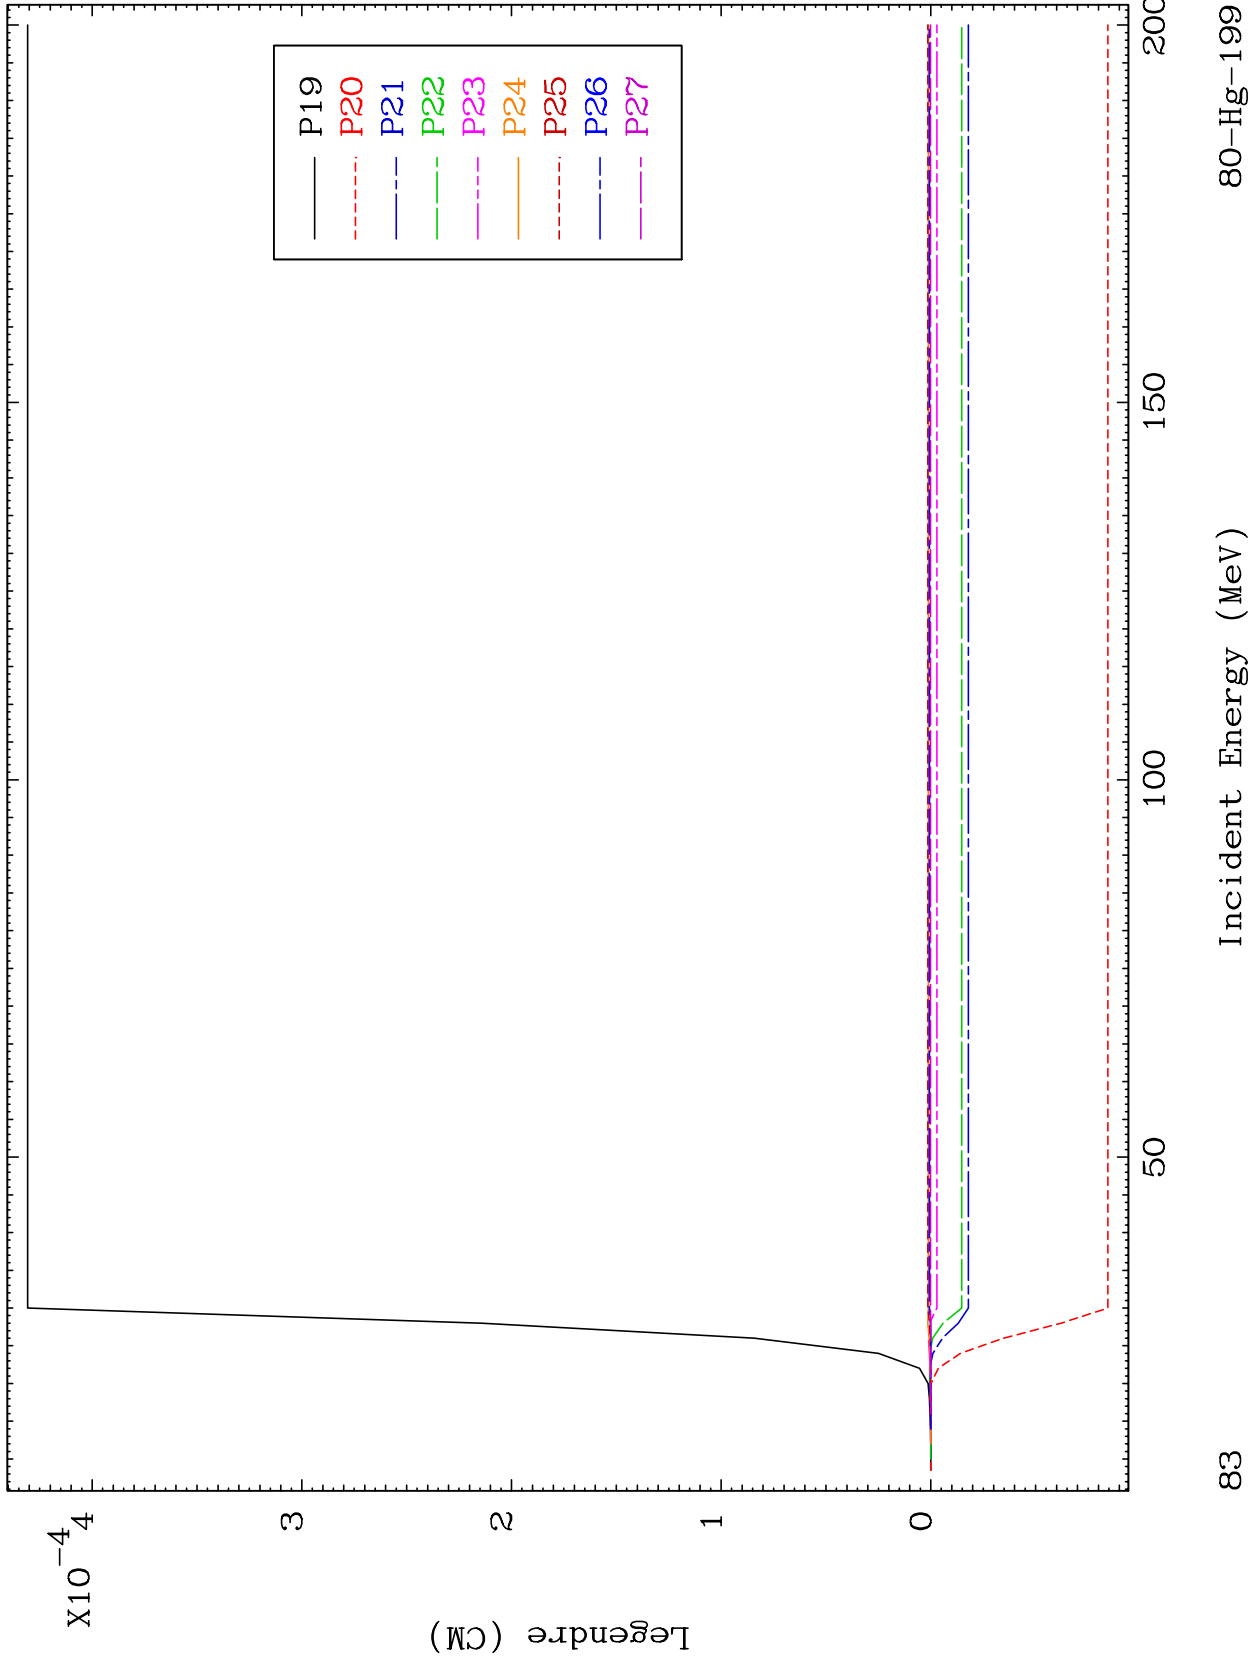 X10
-4
4
3
2
1
0
Legendre (CM)
P19
P20
P21
P22
P23
P24
P25
P26
P27
50
100
150
200
Incident Energy (MeV)
83
80-Hg-199